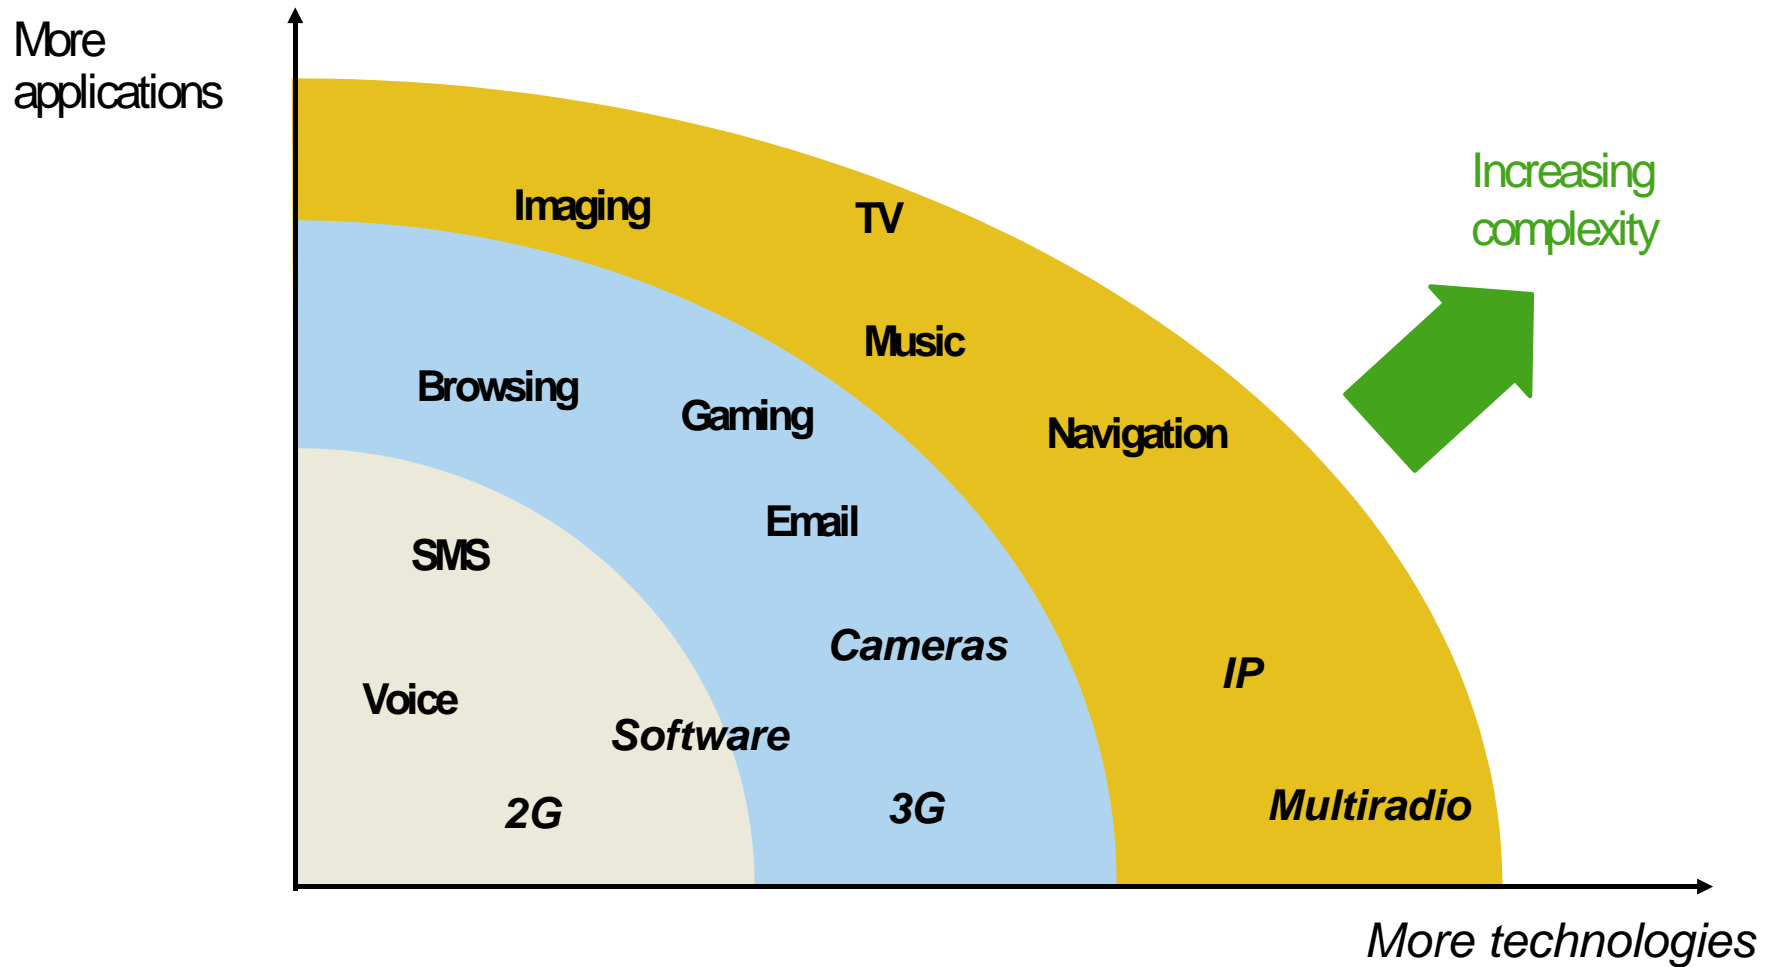 More
applications
Increasing
complexity
Imaging
TV
Music
Browsing
Gaming
Navigation
Email
SMS
Cameras
IP
Voice
Software
2G
3G
Multiradio
More technologies